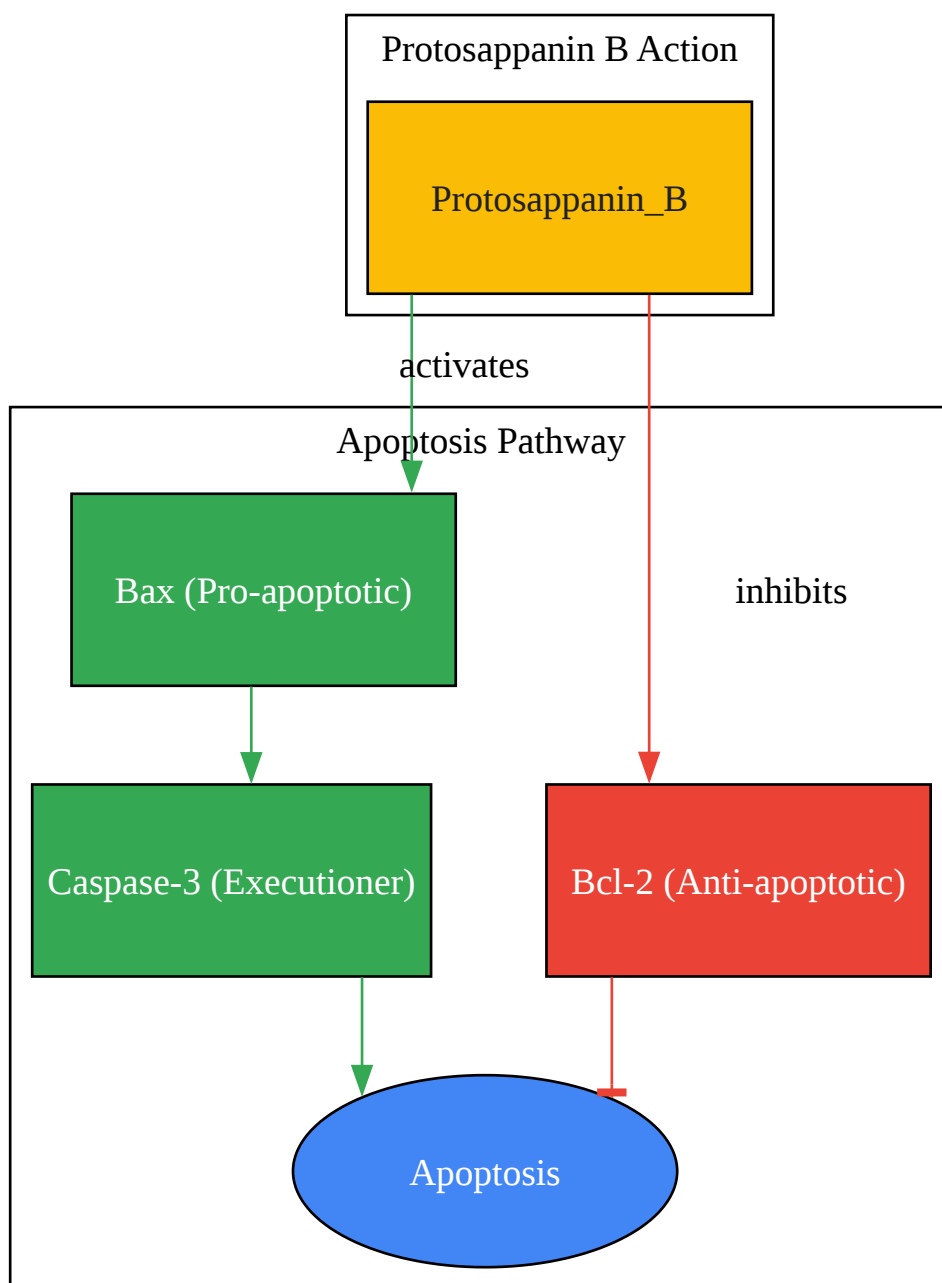 Protosappanin B Action
Protosappanin_B
activates
Apoptosis Pathway
Bax (Pro-apoptotic)
inhibits
Caspase-3 (Executioner)
Bcl-2 (Anti-apoptotic)
Apoptosis